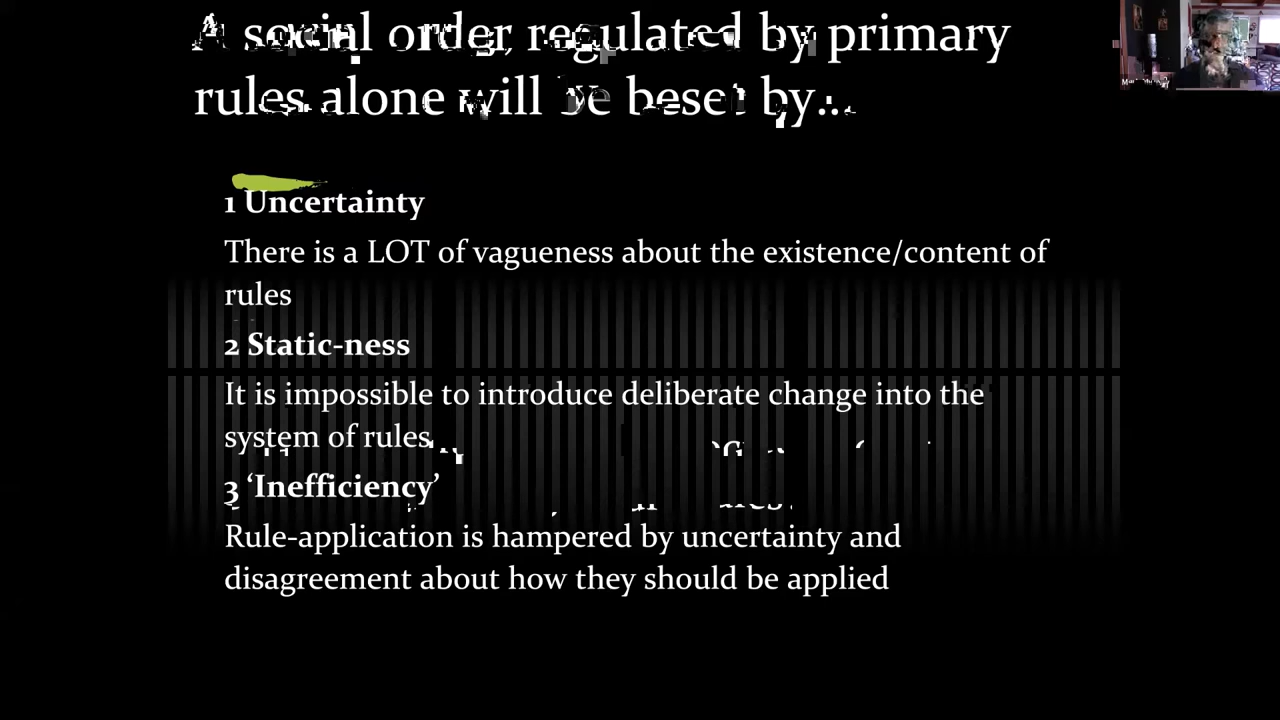 A social order regulated by primary
rules alone will be beset by...
1 Uncertainty
There is a LOT of vagueness about the existence/content of
rules
2 Static-ness
It is impossible to introduce deliberate change into the
system of rules
3 ‘Inefficiency’
Rule-application is hampered by uncertainty and
disagreement about how they should be applied